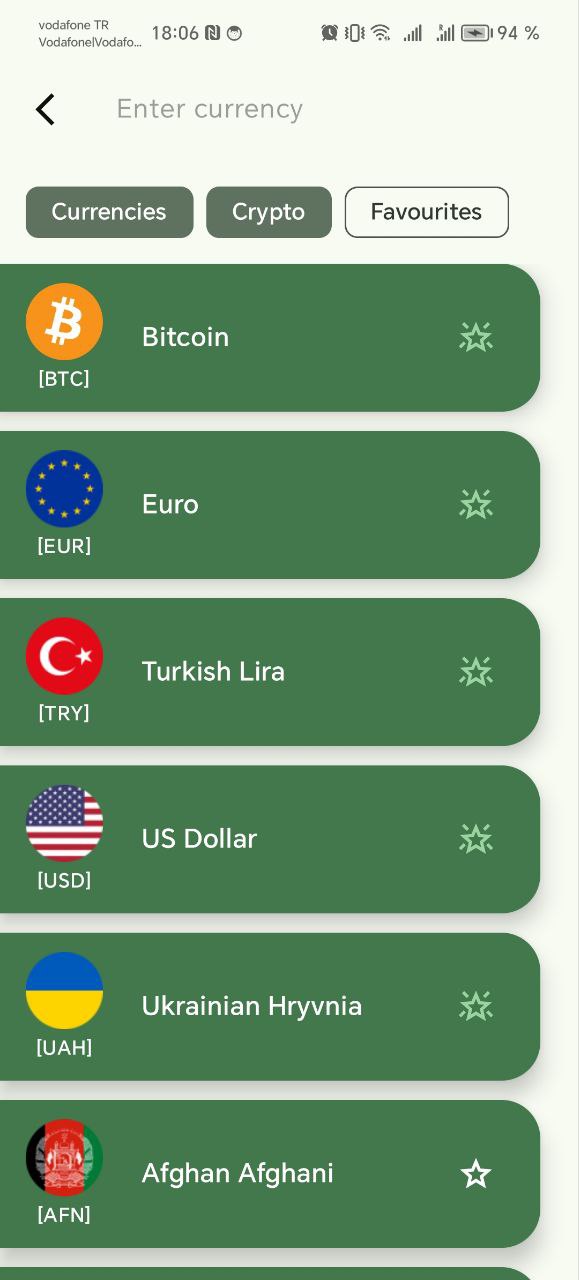 vodafone TR
Vodafone|Vodafo... 18:06 94 %
Enter currency
Currencies Crypto Favourites
Bitcoin
[BTC]
Euro
[EUR]
Turkish Lira
[TRY]
US Dollar
[USD]
Ukrainian Hryvnia
[UAH]
Afghan Afghani
[AFN]